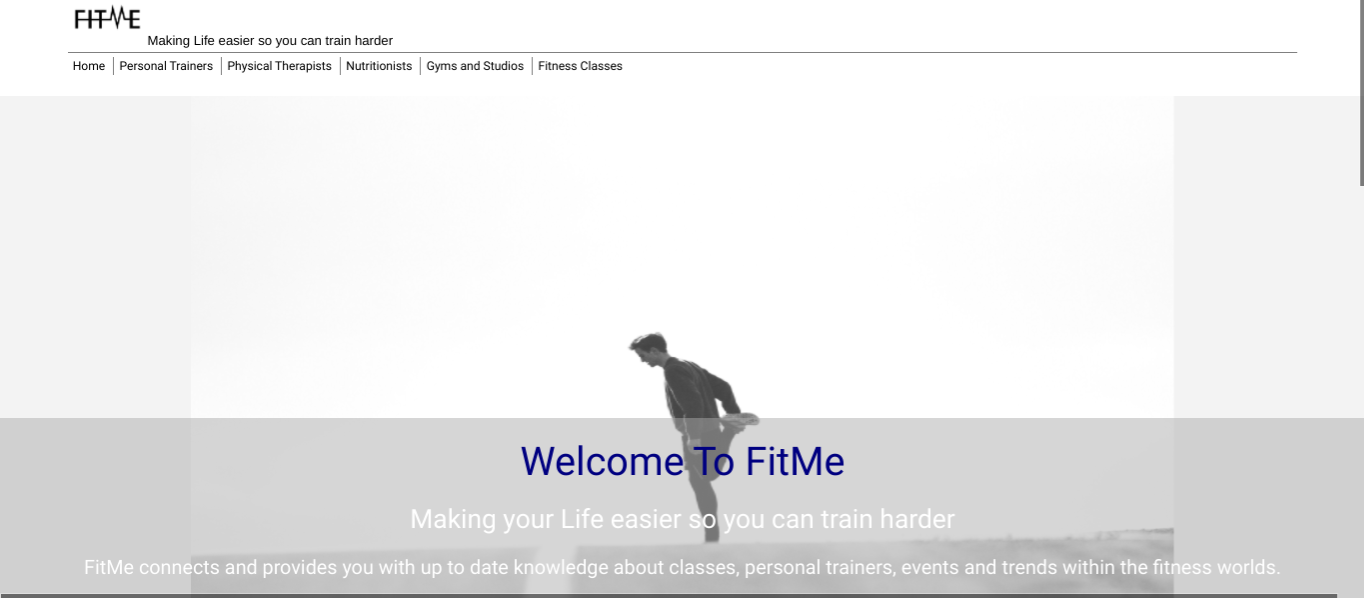 FITME
Making Life easier so you can train harder
Home Personal Trainers Physical Therapists Nutritionists Gyms and Studios Fitness Classes
Welcome To FitMe
Making your Life easier so you can train harder
FitMe connects and provides you with up to date knowledge about classes, personal trainers, events and trends within the fitness worlds.